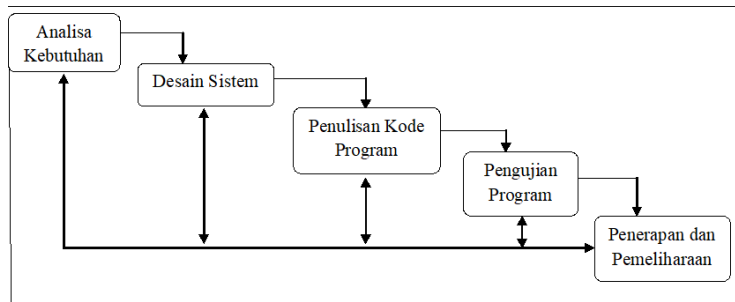 Analisa
Kebutuhan
Desain Sistem
Penulisan Kode
Program
Pengujian
Program
Penerapan dan
Pemeliharaan